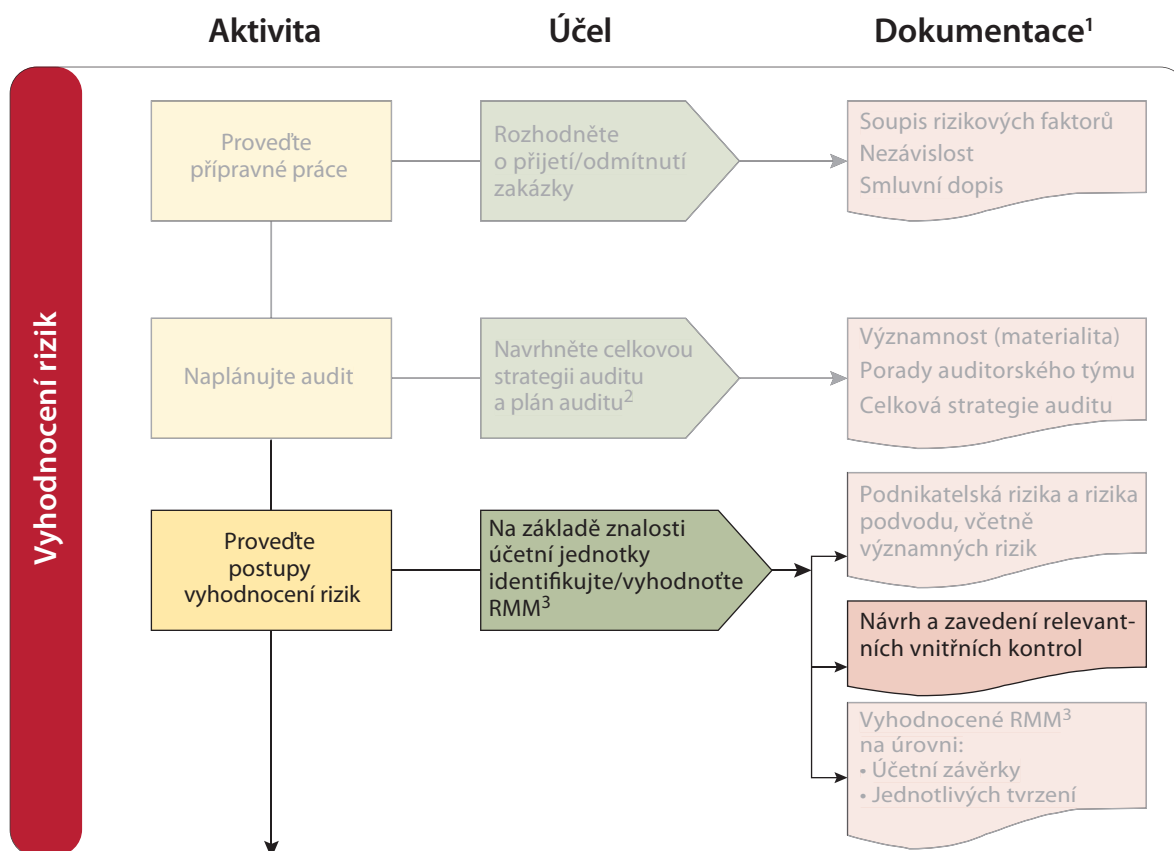 Aktivita
Účel
Dokumentace¹
Vyhodnocení rizik
Proveďte
přípravné práce
Rozhodněte
o přijetí/odmítnutí
zakázky
Soupis rizikových faktorů
Nezávislost
Smluvní dopis
Naplánujte audit
Navrhněte celkovou
strategii auditu
a plán auditu²
Významnost (materialita)
Porady auditorského týmu
Celková strategie auditu
Proveďte
postupy
vyhodnocení rizik
Na základě znalosti
účetní jednotky
identifikujte/vyhodnoťte
RMM³
Podnikatelská rizika a rizika
podvodu, včetně
významných rizik
Návrh a zavedení relevant-
ních vnitřních kontrol
Vyhodnocené RMM³
na úrovni:
• Účetní závěrky
• Jednotlivých tvrzení